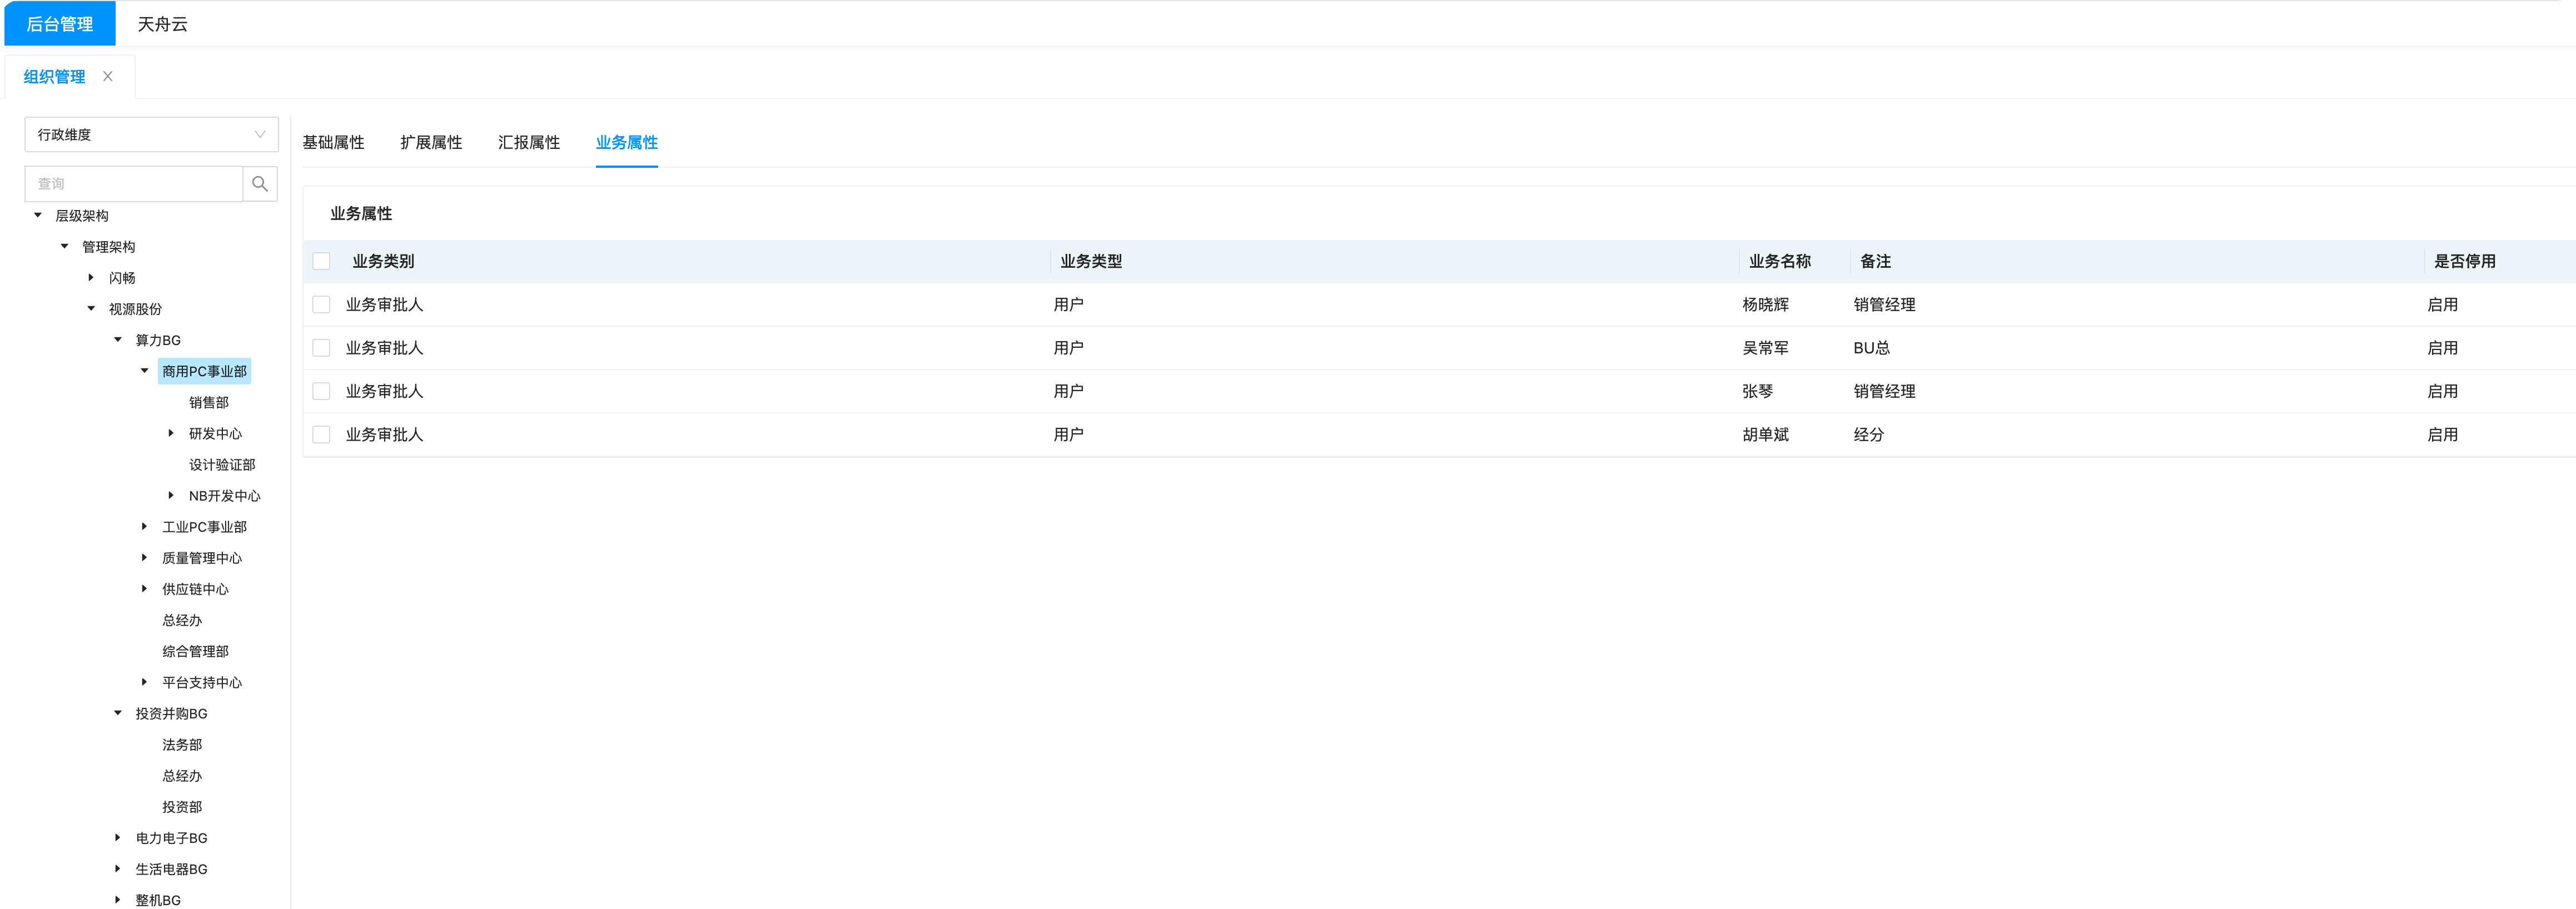 后台管理 天舟云
组织管理
行政维度
查询
层级架构
管理架构
闪畅
视源股份
算力BG
商用PC事业部
销售部
研发中心
设计验证部
NB开发中心
工业PC事业部
质量管理中心
供应链中心
总经办
综合管理部
平台支持中心
投资并购BG
法务部
总经办
投资部
电力电子BG
生活电器BG
整机BG
基础属性 扩展属性 汇报属性 业务属性
业务属性
业务类别 业务类型 业务名称 备注 是否停用
业务审批人 用户 杨晓辉 销管经理 启用
业务审批人 用户 吴常军 BU总 启用
业务审批人 用户 张琴 销管经理 启用
业务审批人 用户 胡单斌 经分 启用